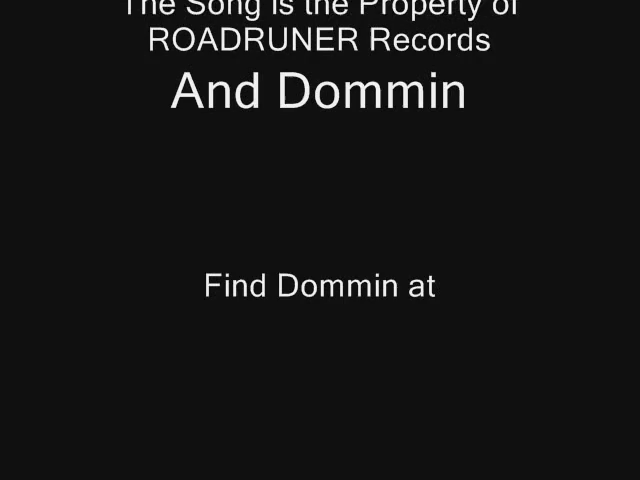 The Song is the Property of
ROADRUNER Records
And Dommin
Find Dommin at